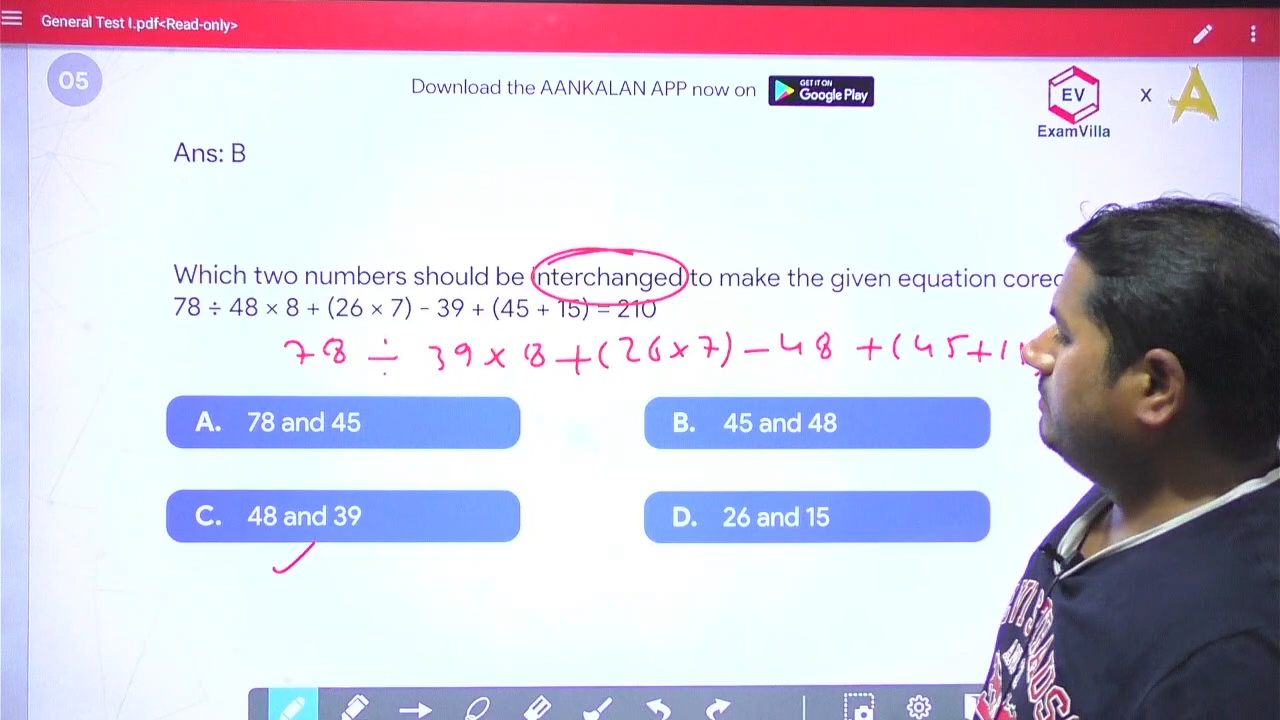 General Test I.pdf<Read-only>
05
Download the AANKALAN APP now on
GET IT ON
Google Play
EV
X
A
ExamVilla
Ans: B
Which two numbers should be interchanged to make the given equation corec
78 ÷ 48 × 8 + (26 × 7) - 39 + (45 + 15) = 210
78 ÷ 39 × 8 + (26 × 7) - 48 + (45 + 1
A. 78 and 45
B. 45 and 48
C. 48 and 39
D. 26 and 15